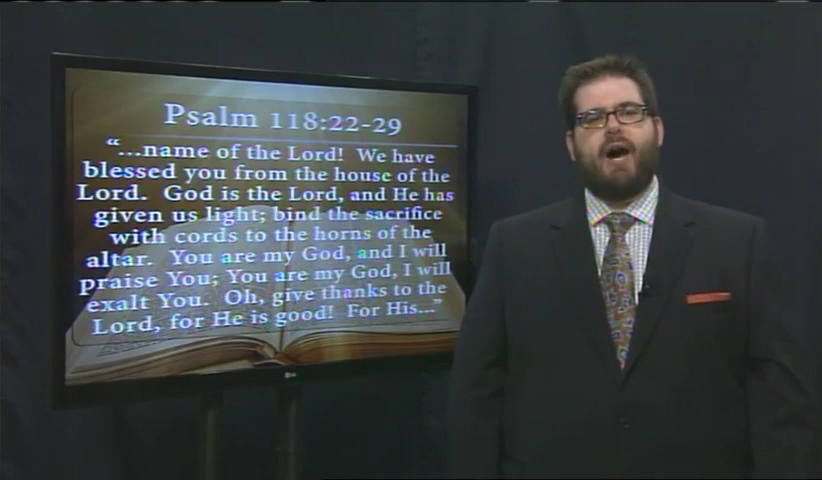 Psalm 118:22-29
“...name of the Lord! We have
blessed you from the house of the
Lord. God is the Lord, and He has
given us light; bind the sacrifice
with cords to the horns of the
altar. You are my God, and I will
praise You; You are my God, I will
exalt You. Oh, give thanks to the
Lord, for He is good! For His...”